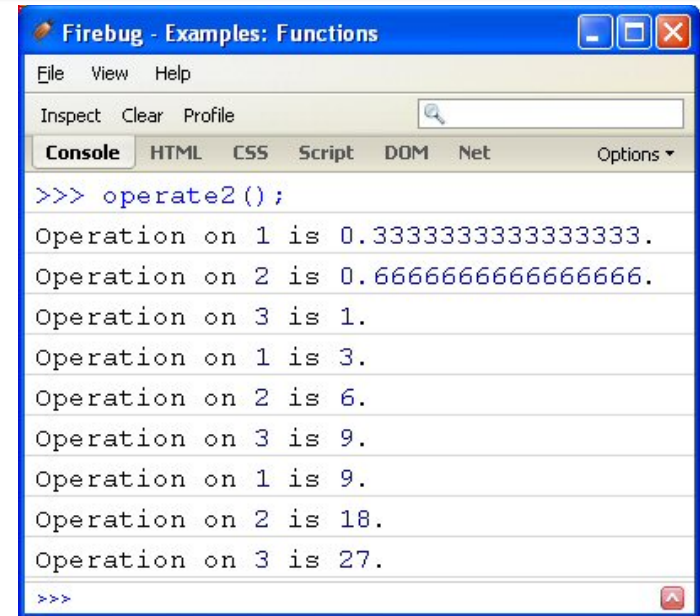 Firebug - Examples: Functions
File View Help
Inspect Clear Profile
Console HTML CSS Script DOM Net Options
>>> operate2();
Operation on 1 is 0.3333333333333333.
Operation on 2 is 0.6666666666666666.
Operation on 3 is 1.
Operation on 1 is 3.
Operation on 2 is 6.
Operation on 3 is 9.
Operation on 1 is 9.
Operation on 2 is 18.
Operation on 3 is 27.
>>>